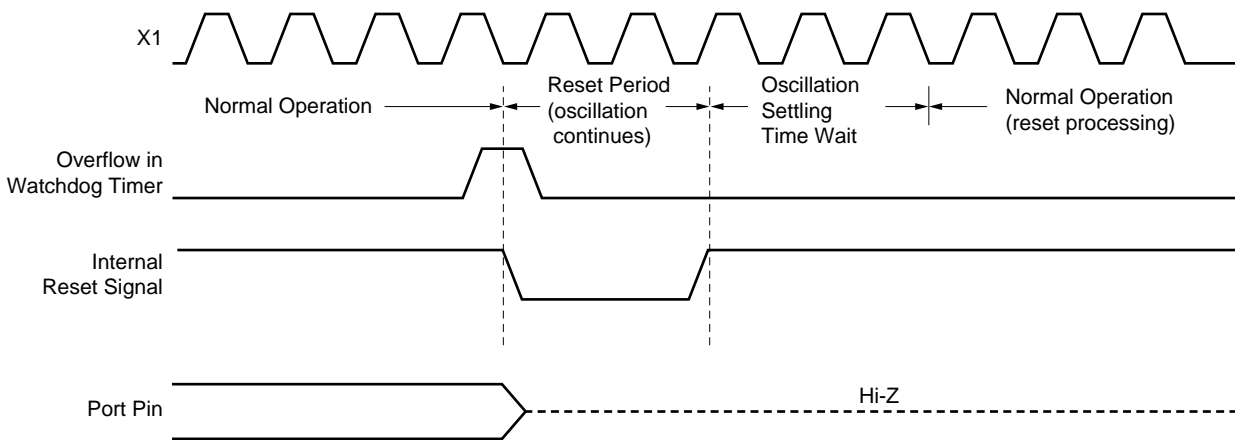 X1
Normal Operation
Reset Period
(oscillation
continues)
Oscillation
Settling
Time Wait
Normal Operation
(reset processing)
Overflow in
Watchdog Timer
Internal
Reset Signal
Port Pin
Hi-Z